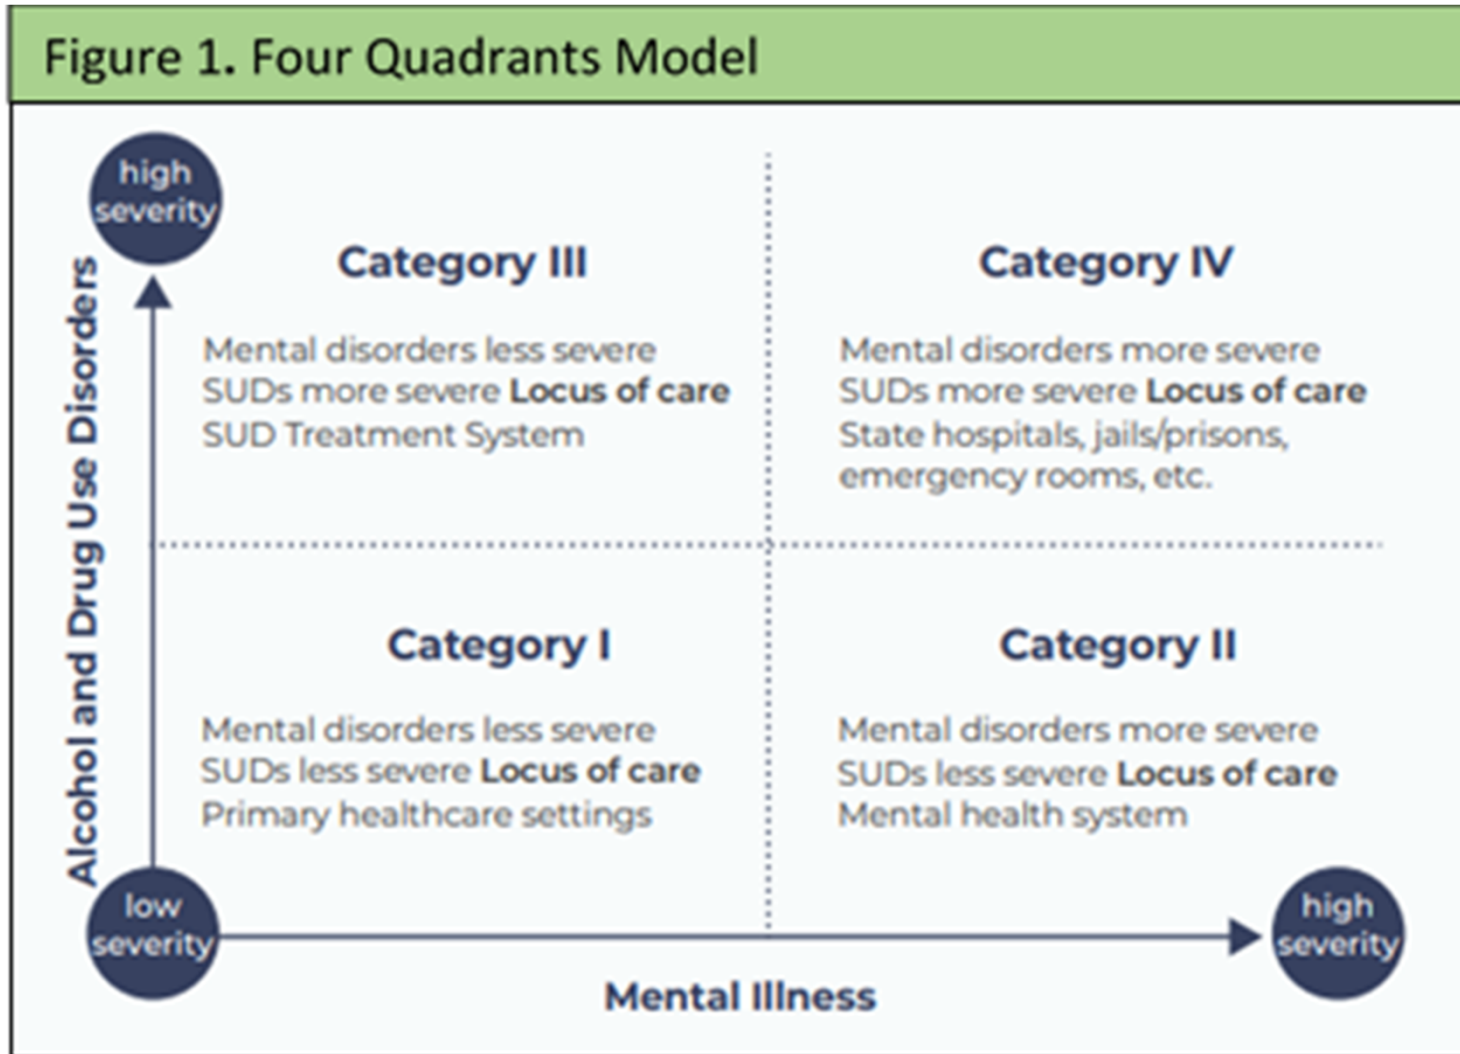 Figure 1. Four Quadrants Model
high
severity
Alcohol and Drug Use Disorders
Category III
Mental disorders less severe
SUDs more severe Locus of care
SUD Treatment System
Category IV
Mental disorders more severe
SUDs more severe Locus of care
State hospitals, jails/prisons,
emergency rooms, etc.
Category I
Mental disorders less severe
SUDs less severe Locus of care
Primary healthcare settings
Category II
Mental disorders more severe
SUDs less severe Locus of care
Mental health system
low
severity
high
severity
Mental Illness